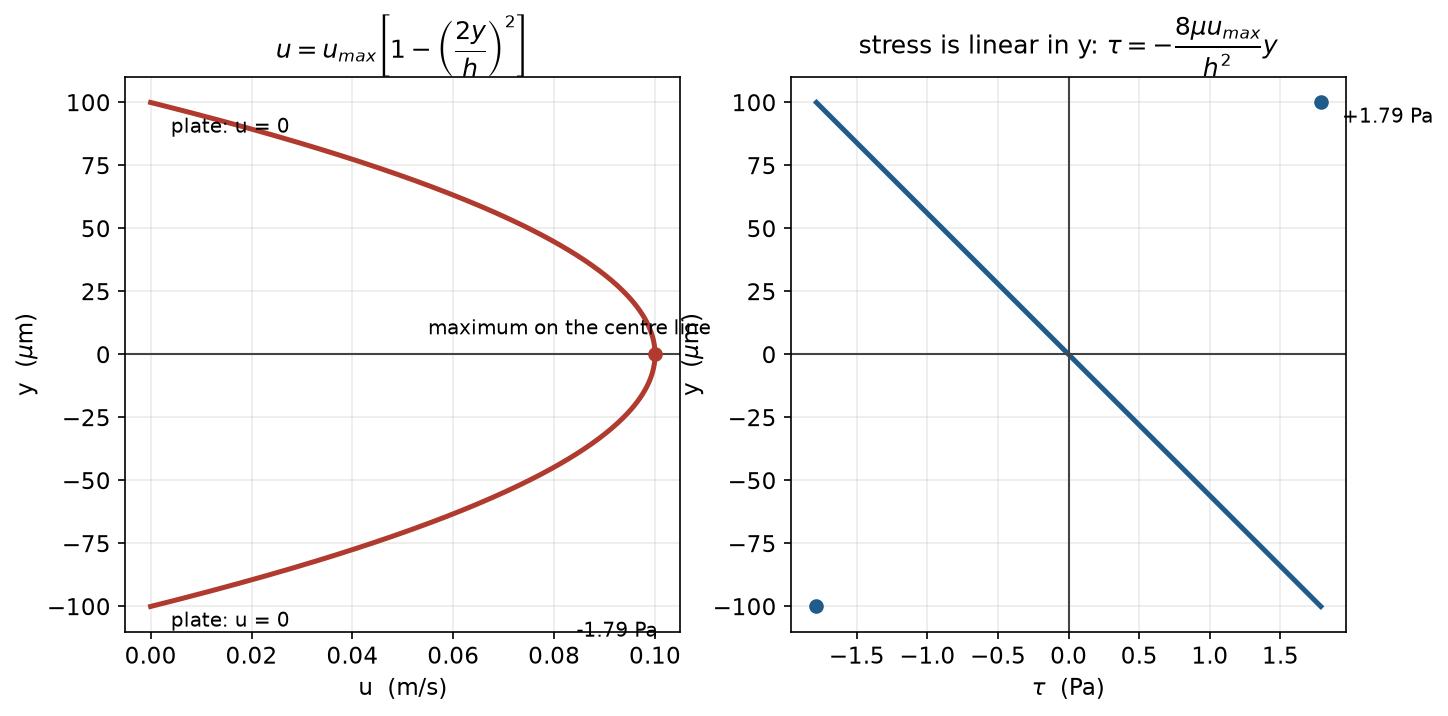 u = u_max [1 − (2y/h)^2]
100
75
50
25
0
−25
−50
−75
−100
y (μm)
plate: u = 0
maximum on the centre line
plate: u = 0
-1.79 Pa
0.00 0.02 0.04 0.06 0.08 0.10
u (m/s)
stress is linear in y: τ = −(8μu_max/h^2) y
100
75
50
25
0
−25
−50
−75
−100
y (μm)
+1.79 Pa
−1.5 −1.0 −0.5 0.0 0.5 1.0 1.5
τ (Pa)